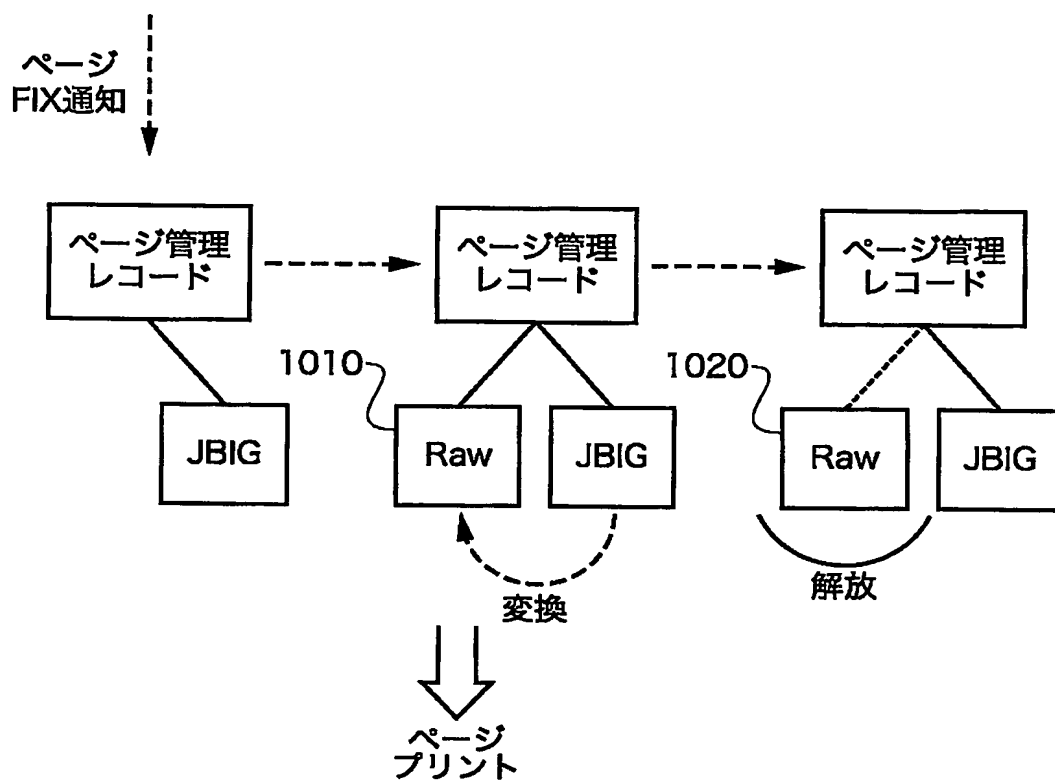 ページ
FIX通知
ページ管理
レコード
ページ管理
レコード
ページ管理
レコード
1010
1020
JBIG
Raw
JBIG
Raw
JBIG
変換
解放
ページ
プリント